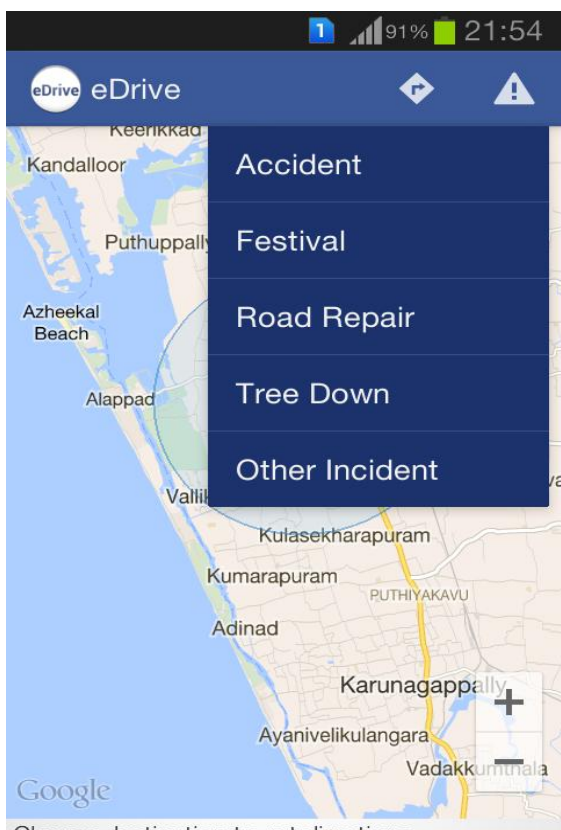 1 91% 21:54
eDrive eDrive
Keerikkad
Kandalloor
Accident
Puthuppally
Festival
Azheekal
Beach
Road Repair
Alappad
Tree Down
Other Incident
Vallik
Kulasekharapuram
Kumarapuram
PUTHIYAKAVU
Adinad
Karunagappally
+
Ayanivelikulangara
Vadakkumthala
−
Google